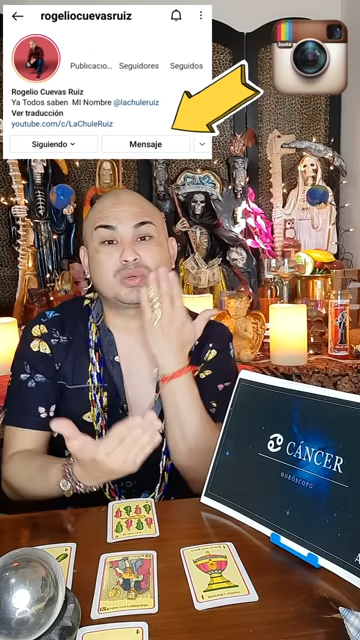 rogeliocuevasruiz
Publicacio... Seguidores Seguidos
Rogelio Cuevas Ruiz
Ya Todos saben Mi Nombre @lachuleruiz
Ver traducción
youtube.com/c/LaChuleRuiz
Siguiendo
Mensaje
Insta
CÁNCER
HORÓSCOPO